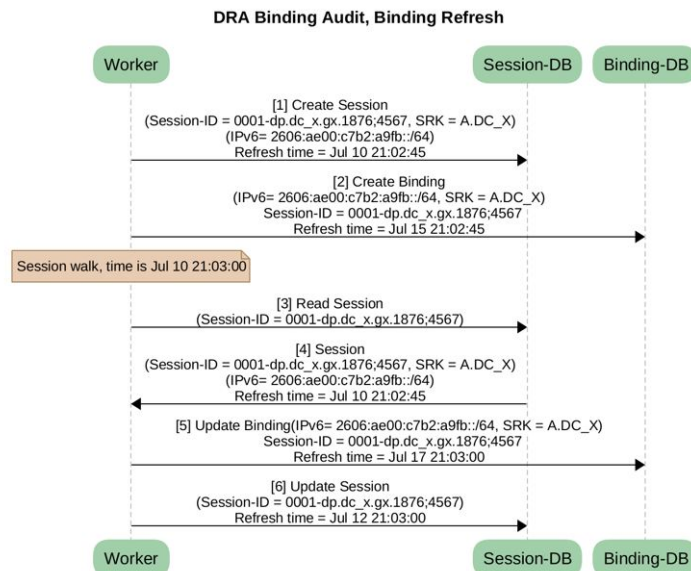 DRA Binding Audit, Binding Refresh
Worker
Session-DB
Binding-DB
[1] Create Session
(Session-ID = 0001-dp.dc_x.gx.1876;4567, SRK = A.DC_X)
(IPv6= 2606:ae00:c7b2:a9fb::/64)
Refresh time = Jul 10 21:02:45
[2] Create Binding
(IPv6= 2606:ae00:c7b2:a9fb::/64, SRK = A.DC_X)
Session-ID = 0001-dp.dc_x.gx.1876;4567
Refresh time = Jul 15 21:02:45
Session walk, time is Jul 10 21:03:00
[3] Read Session
(Session-ID = 0001-dp.dc_x.gx.1876;4567)
[4] Session
(Session-ID = 0001-dp.dc_x.gx.1876;4567, SRK = A.DC_X)
(IPv6= 2606:ae00:c7b2:a9fb::/64)
Refresh time = Jul 10 21:02:45
[5] Update Binding(IPv6= 2606:ae00:c7b2:a9fb::/64, SRK = A.DC_X)
Session-ID = 0001-dp.dc_x.gx.1876;4567
Refresh time = Jul 17 21:03:00
[6] Update Session
(Session-ID = 0001-dp.dc_x.gx.1876;4567)
Refresh time = Jul 12 21:03:00
Worker
Session-DB
Binding-DB